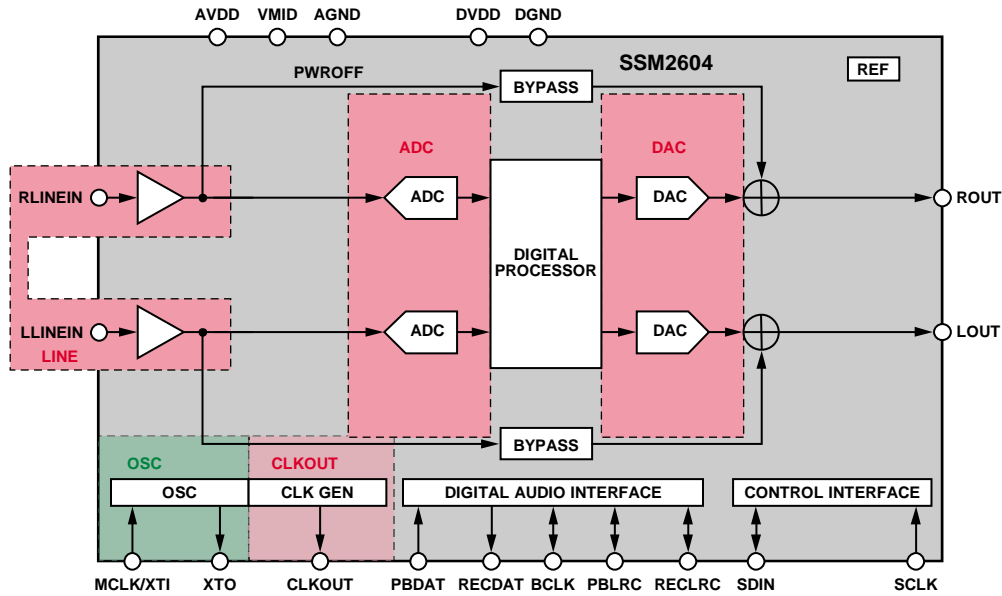 AVDD VMID AGND DVDD DGND
SSM2604
REF
PWROFF
BYPASS
ADC
DAC
RLINEIN
ADC
DAC
ROUT
DIGITAL
PROCESSOR
LLINEIN
ADC
DAC
LOUT
LINE
BYPASS
OSC
CLKOUT
OSC
CLK GEN
DIGITAL AUDIO INTERFACE
CONTROL INTERFACE
MCLK/XTI XTO CLKOUT PBDAT RECDAT BCLK PBLRC RECLRC SDIN SCLK